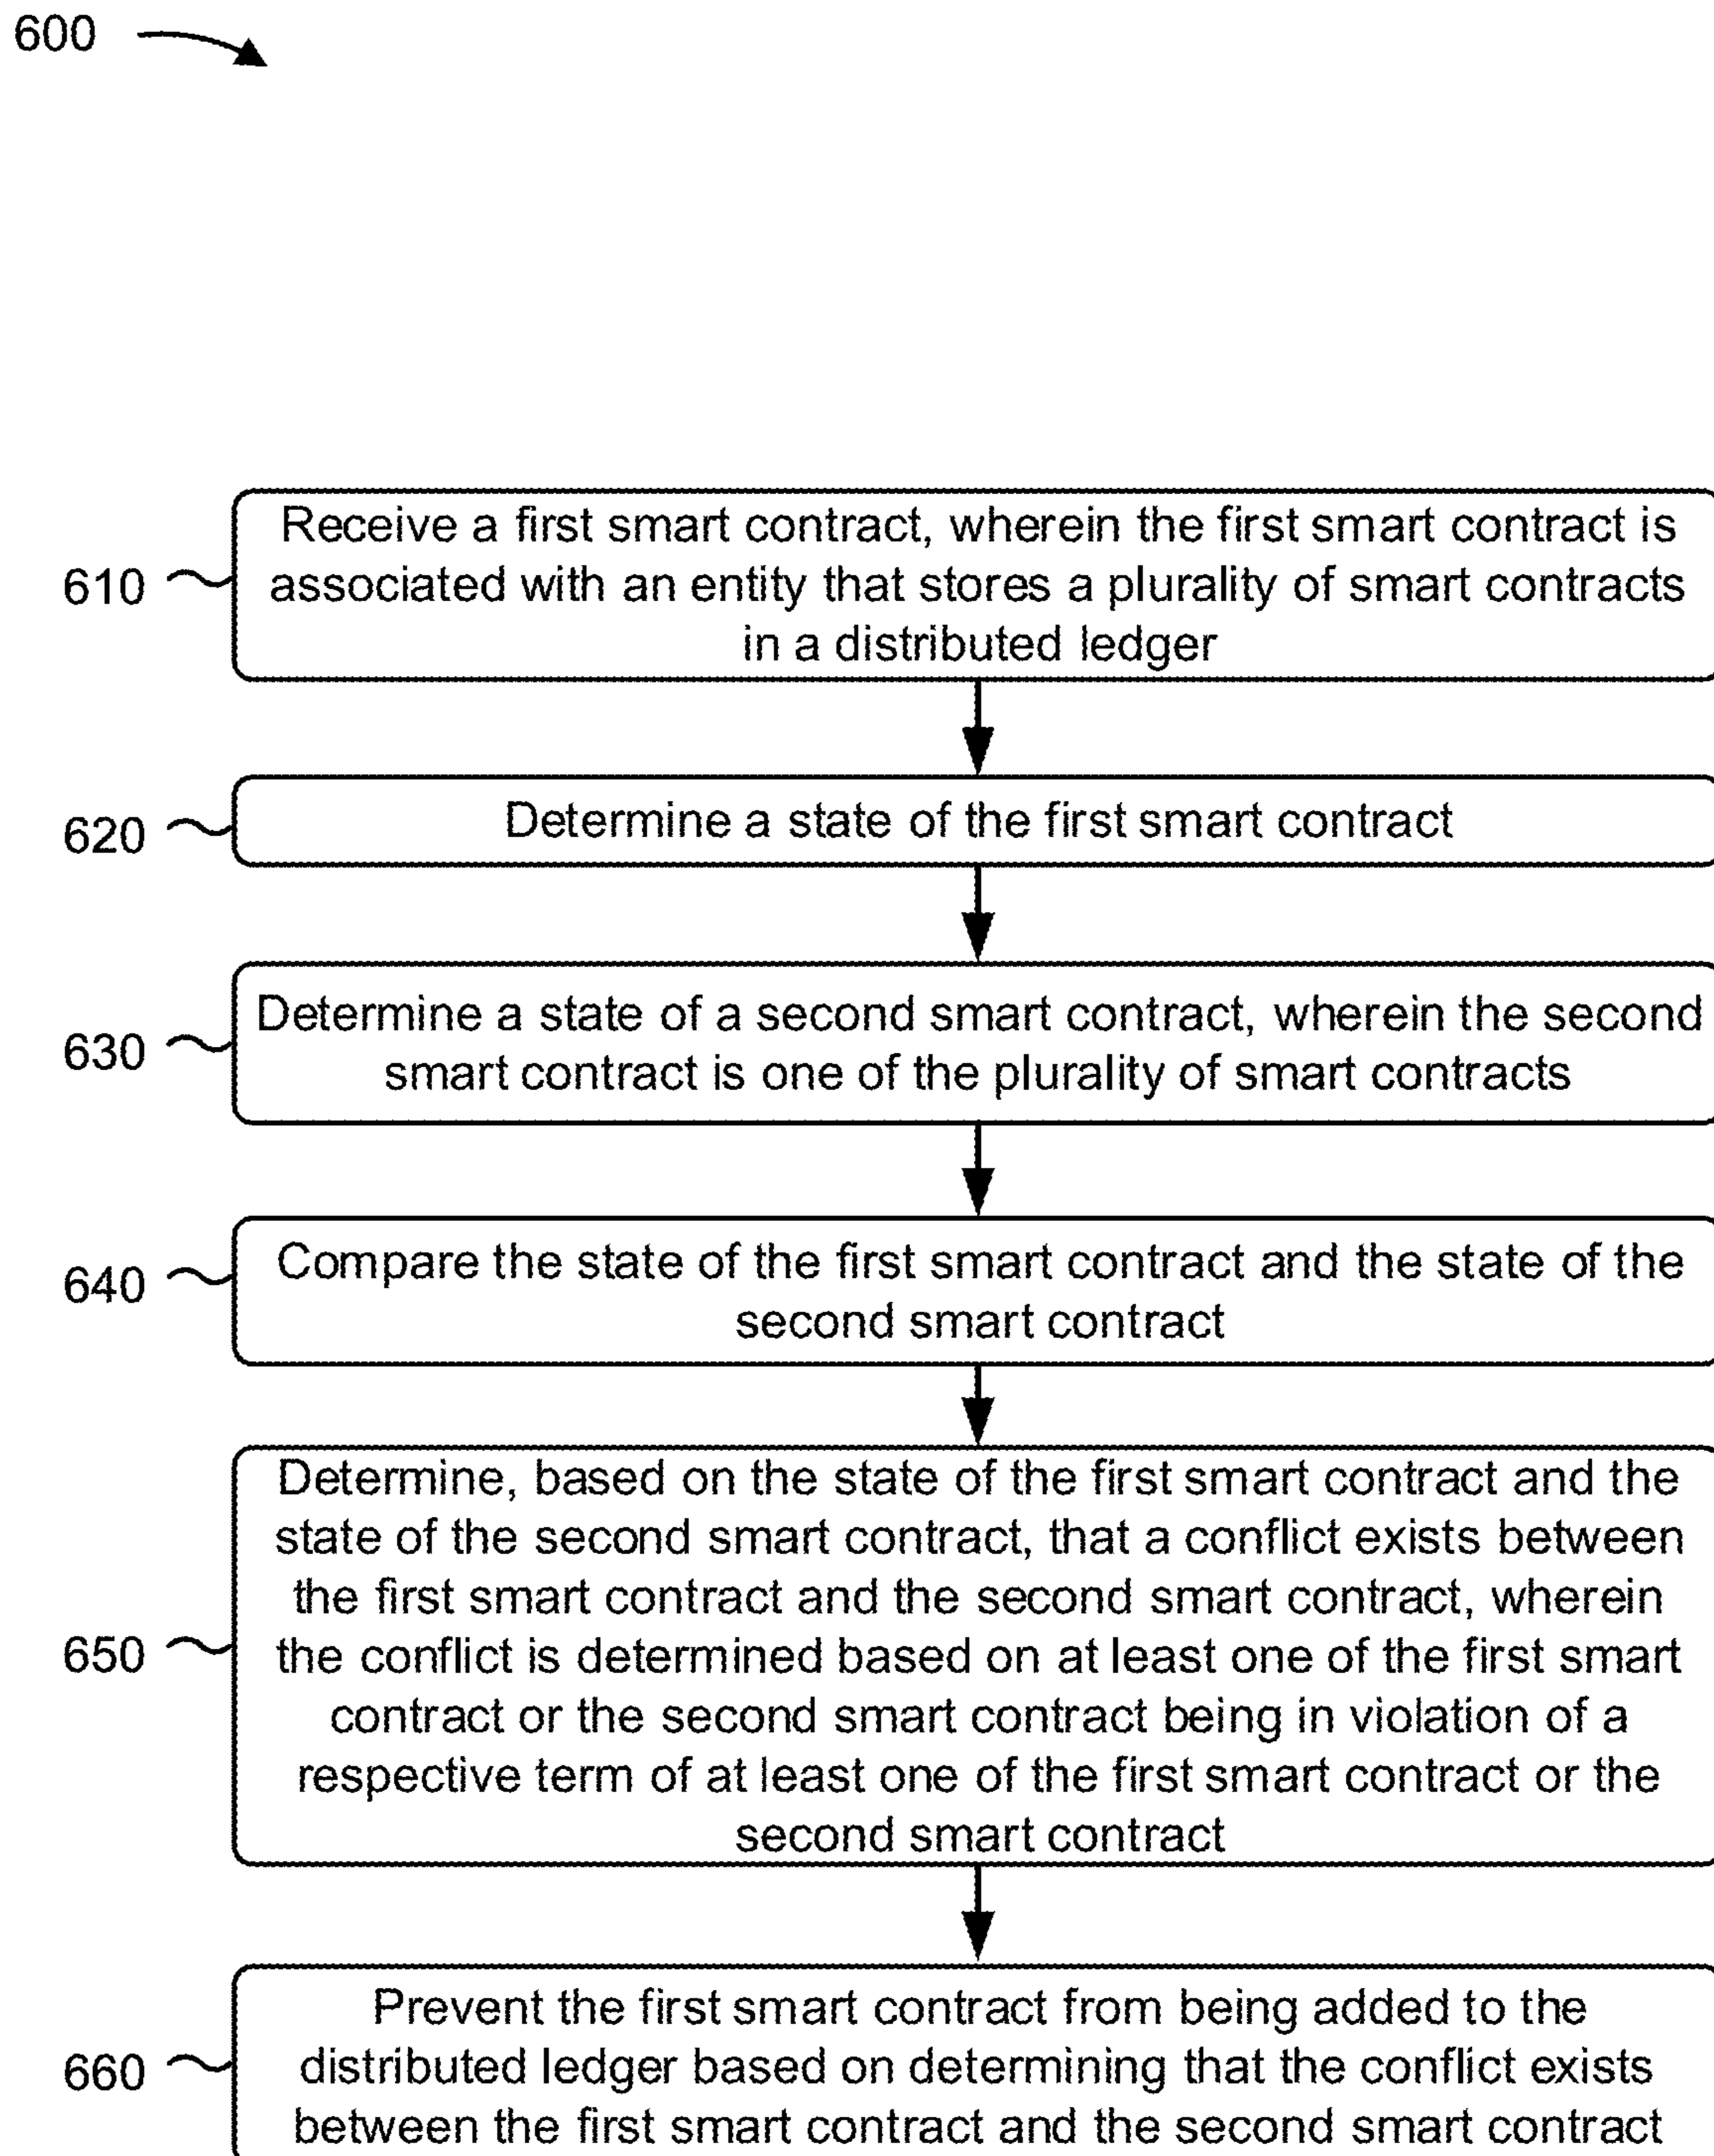 600
Receive a first smart contract, wherein the first smart contract is
associated with an entity that stores a plurality of smart contracts
in a distributed ledger
610
Determine a state of the first smart contract
620
Determine a state of a second smart contract, wherein the second
smart contract is one of the plurality of smart contracts
630
Compare the state of the first smart contract and the state of the
second smart contract
640
Determine, based on the state of the first smart contract and the
state of the second smart contract, that a conflict exists between
the first smart contract and the second smart contract, wherein
the conflict is determined based on at least one of the first smart
contract or the second smart contract being in violation of a
respective term of at least one of the first smart contract or the
second smart contract
650
Prevent the first smart contract from being added to the
distributed ledger based on determining that the conflict exists
between the first smart contract and the second smart contract
660